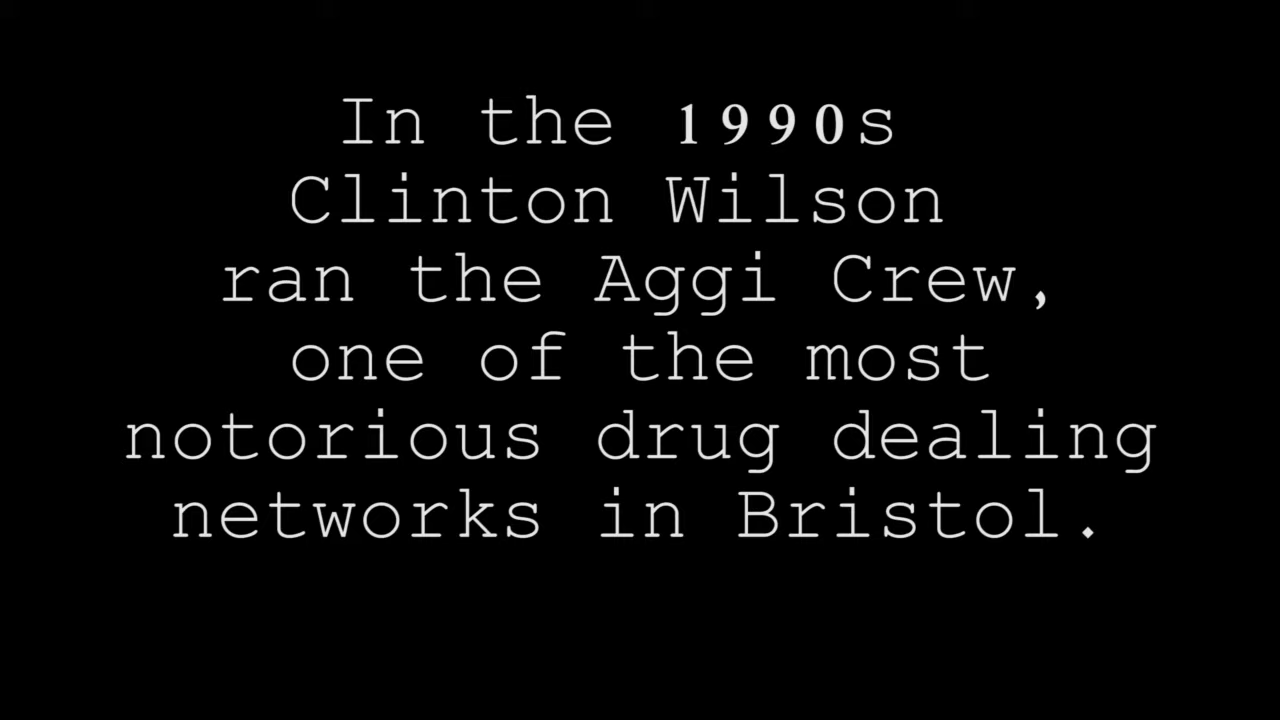 In the 1990s
Clinton Wilson
ran the Aggi Crew,
one of the most
notorious drug dealing
networks in Bristol.